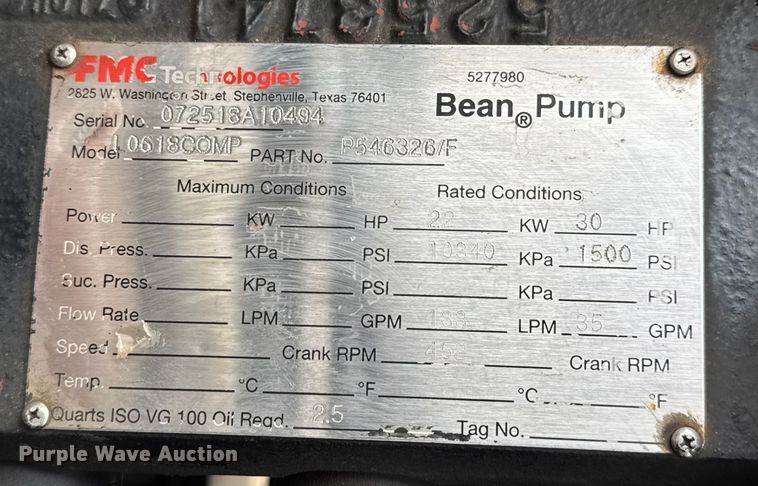 FMC Technologies
2825 W. Washington Street Stephenville, Texas 76401
5277980
Bean® Pump
Serial No. 072518A10494
Model L0618COMP PART No. P546326/F
Maximum Conditions Rated Conditions
Power KW HP 22 KW 30 HP
Dis. Press. KPa PSI 10340 KPa 1500 PSI
Suc. Press. KPa PSI KPa PSI
Flow Rate LPM GPM LPM 35 GPM
Speed Crank RPM Crank RPM
Temp. °C °F °C °F
Quarts ISO VG 100 Oil Reqd. 2.5 Tag No.
Purple Wave Auction